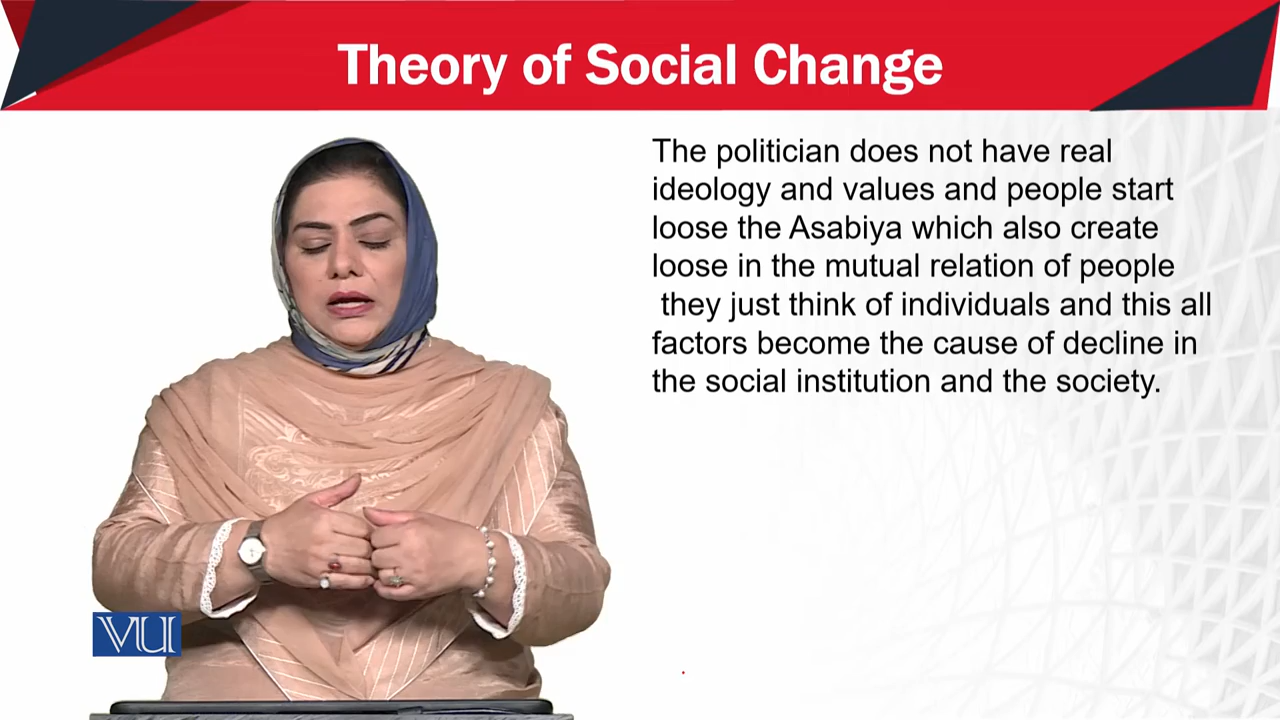 Theory of Social Change
The politician does not have real
ideology and values and people start
loose the Asabiya which also create
loose in the mutual relation of people
they just think of individuals and this all
factors become the cause of decline in
the social institution and the society.
VU